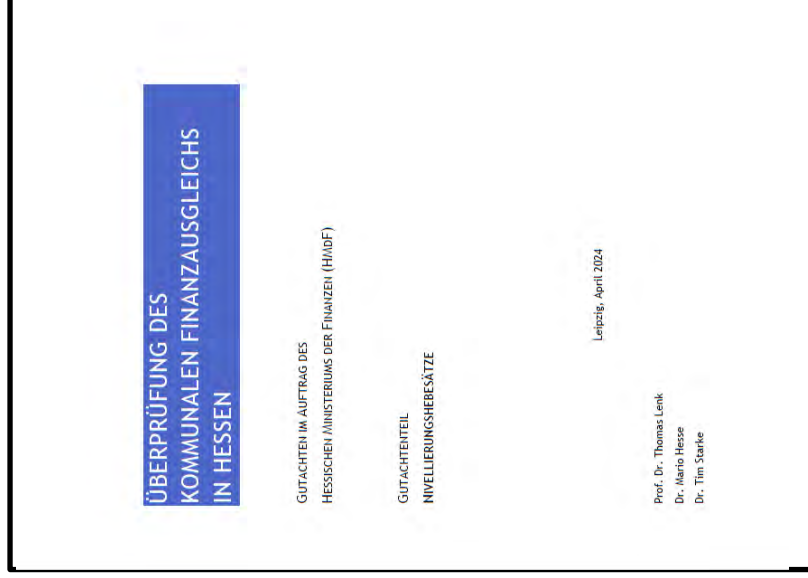 ÜBERPRÜFUNG DES
KOMMUNALEN FINANZAUSGLEICHS
IN HESSEN
GUTACHTEN IM AUFTRAG DES
HESSISCHEN MINISTERIUMS DER FINANZEN (HMDF)
GUTACHTENTEIL
NIVELLIERUNGSHEBESÄTZE
Leipzig, April 2024
Prof. Dr. Thomas Lenk
Dr. Mario Hesse
Dr. Tim Starke